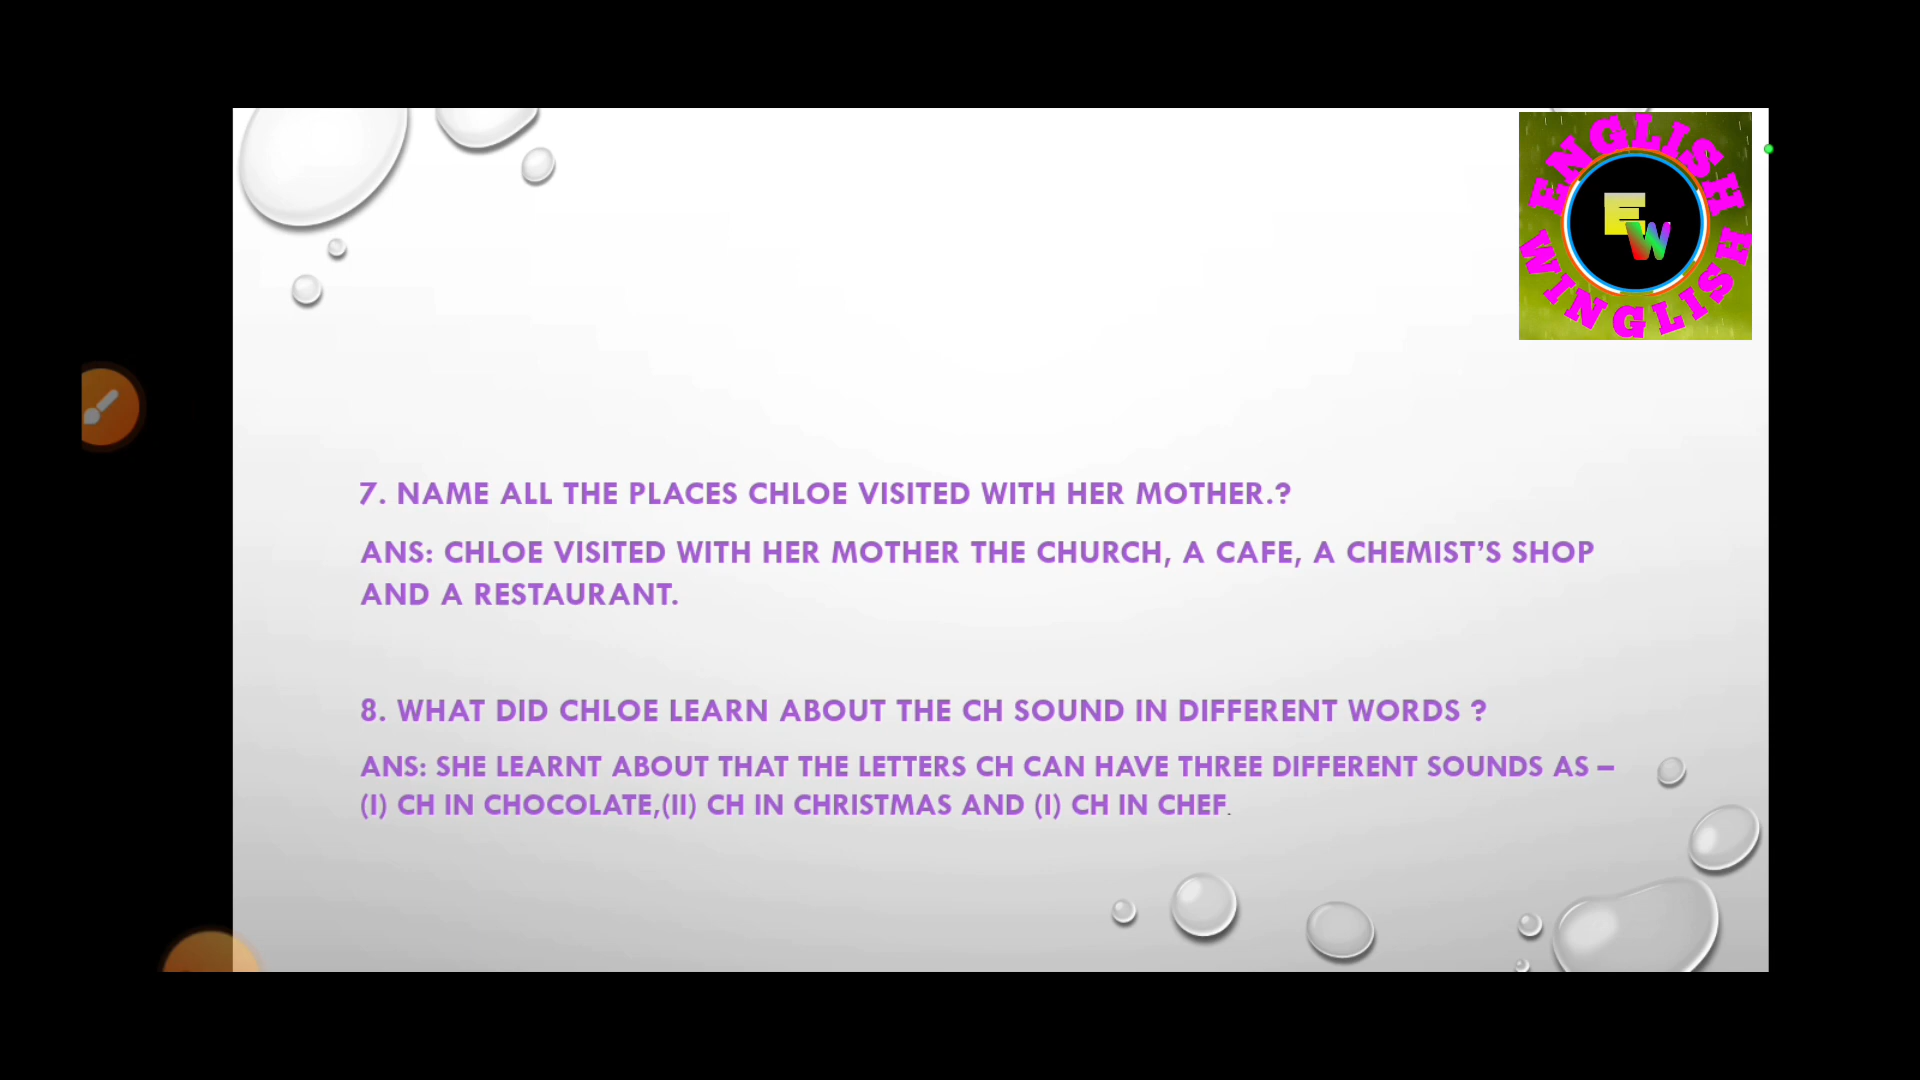 ENGLISH
EW
WINGLISH
7. NAME ALL THE PLACES CHLOE VISITED WITH HER MOTHER.?
ANS: CHLOE VISITED WITH HER MOTHER THE CHURCH, A CAFE, A CHEMIST’S SHOP
AND A RESTAURANT.
8. WHAT DID CHLOE LEARN ABOUT THE CH SOUND IN DIFFERENT WORDS ?
ANS: SHE LEARNT ABOUT THAT THE LETTERS CH CAN HAVE THREE DIFFERENT SOUNDS AS –
(I) CH IN CHOCOLATE,(II) CH IN CHRISTMAS AND (I) CH IN CHEF.